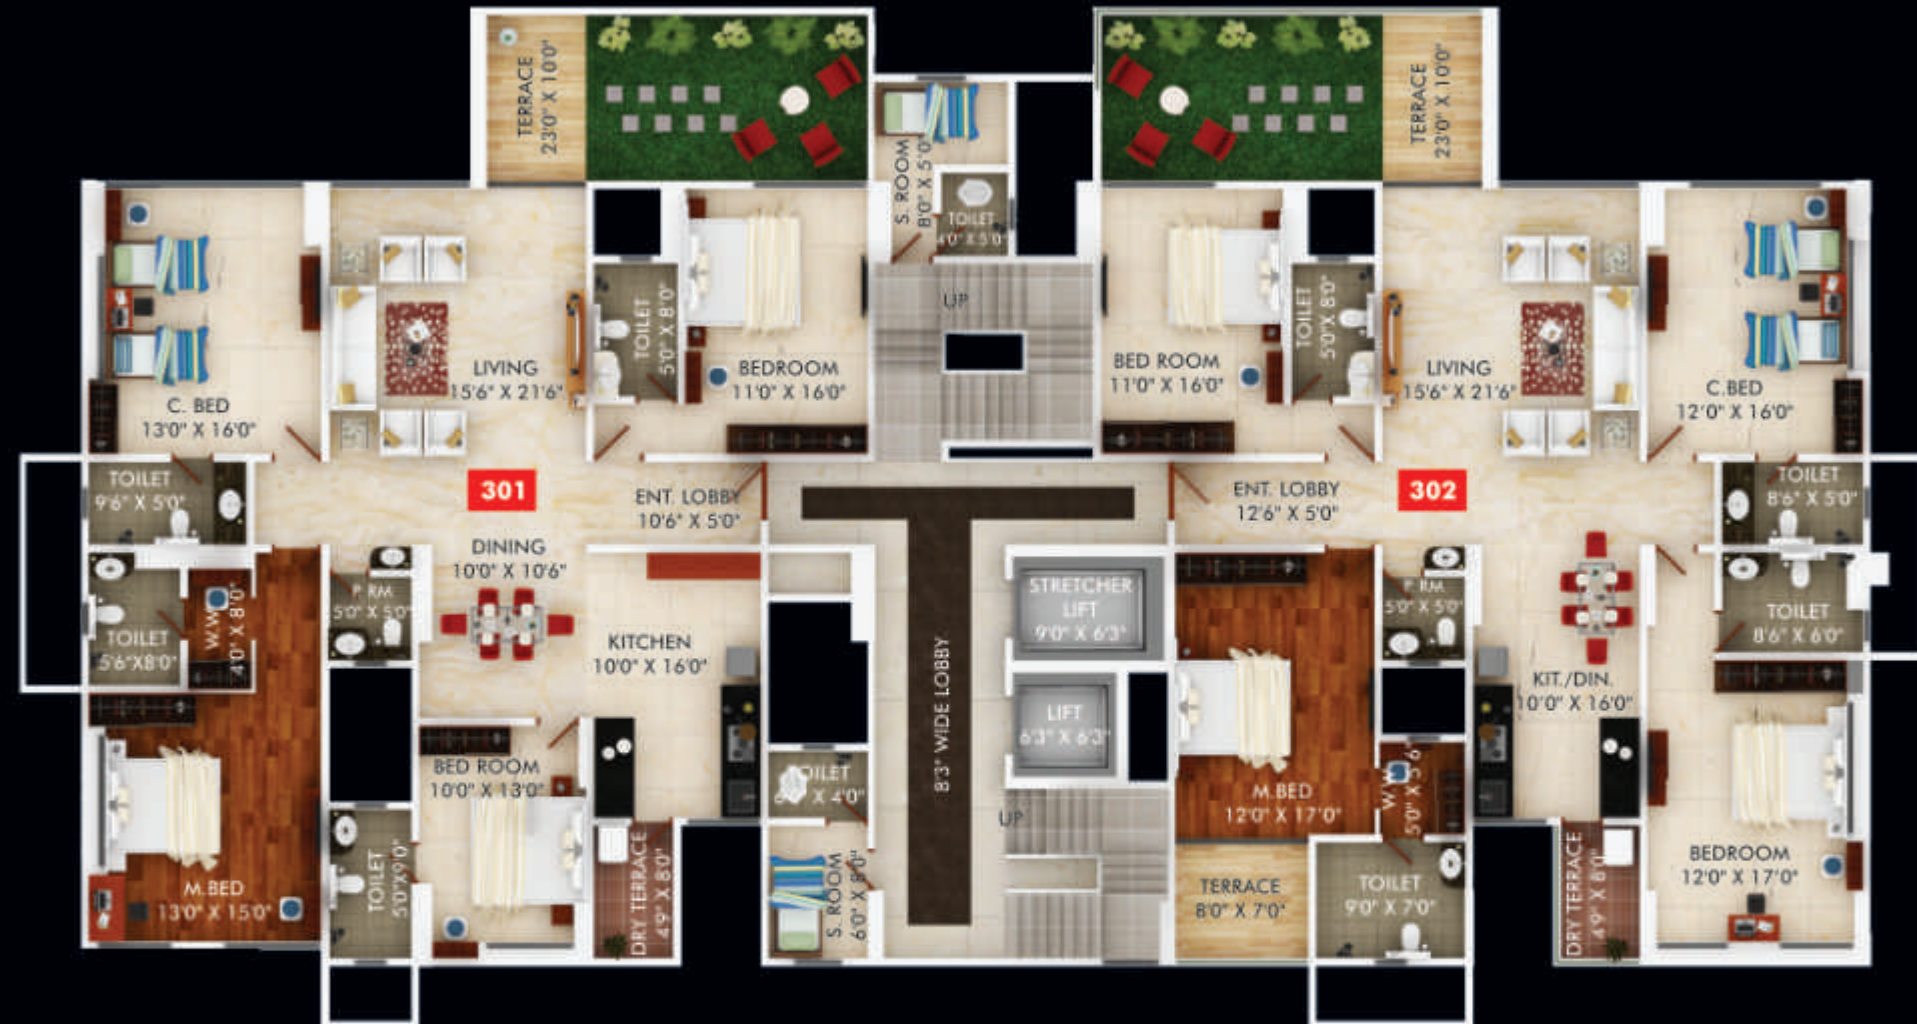 TERRACE
23'0" X 10'0"
S. ROOM
8'0" X 5'0"
TOILET
4'0" X 5'0"
TERRACE
23'0" X 10'0"
C. BED
13'0" X 16'0"
LIVING
15'6" X 21'6"
TOILET
5'0" X 8'0"
BEDROOM
11'0" X 16'0"
UP
BED ROOM
11'0" X 16'0"
TOILET
5'0"X 8'0"
LIVING
15'6" X 21'6"
C.BED
12'0" X 16'0"
TOILET
9'6" X 5'0"
301
ENT. LOBBY
10'6" X 5'0"
ENT. LOBBY
12'6" X 5'0"
302
TOILET
8'6" X 5'0"
DINING
10'0" X 10'6"
TOILET
5'6"X8'0"
4'0" X 8'0"
P. RM
5'0" X 5'0"
KITCHEN
10'0" X 16'0"
8'3" WIDE LOBBY
STRETCHER
LIFT
9'0" X 6'3"
LIFT
6'3" X 6'3"
P. RM
5'0" X 5'0"
TOILET
8'6" X 6'0"
KIT./DIN.
10'0" X 16'0"
BED ROOM
10'0" X 13'0"
TOILET
X 4'0"
UP
M.BED
12'0" X 17'0"
5'0" X 5'6"
M.BED
13'0" X 15'0"
TOILET
5'0"X9'0"
DRY TERRACE
4'9" X 8'0"
S. ROOM
6'0" X 8'0"
TERRACE
8'0" X 7'0"
TOILET
9'0" X 7'0"
DRY TERRACE
4'9" X 8'0"
BEDROOM
12'0" X 17'0"